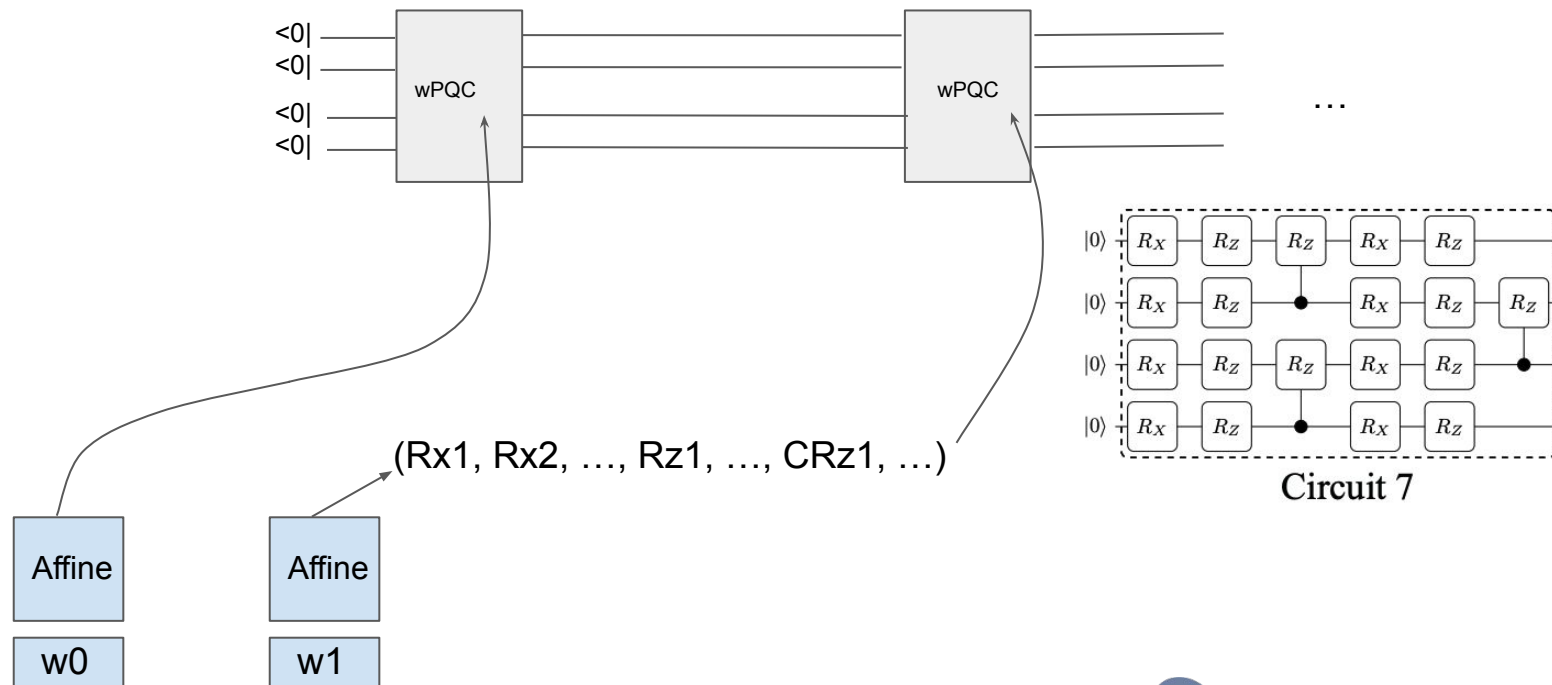 <0|
<0|
<0|
<0|
wPQC
wPQC
…
|0⟩ R_X R_Z R_Z R_X R_Z
|0⟩ R_X R_Z R_X R_Z R_Z
|0⟩ R_X R_Z R_Z R_X R_Z
|0⟩ R_X R_Z R_X R_Z
Circuit 7
(Rx1, Rx2, …, Rz1, …, CRz1, …)
Affine
Affine
w0
w1